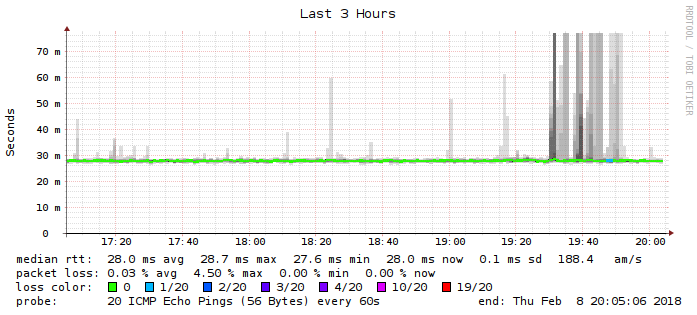 Last 3 Hours
RRDTOOL / TOBI OETIKER
Seconds
70 m
60 m
50 m
40 m
30 m
20 m
10 m
0
17:20 17:40 18:00 18:20 18:40 19:00 19:20 19:40 20:00
median rtt: 28.0 ms avg 28.7 ms max 27.6 ms min 28.0 ms now 0.1 ms sd 188.4 am/s
packet loss: 0.03 % avg 4.50 % max 0.00 % min 0.00 % now
loss color: 0 1/20 2/20 3/20 4/20 10/20 19/20
probe: 20 ICMP Echo Pings (56 Bytes) every 60s end: Thu Feb 8 20:05:06 2018